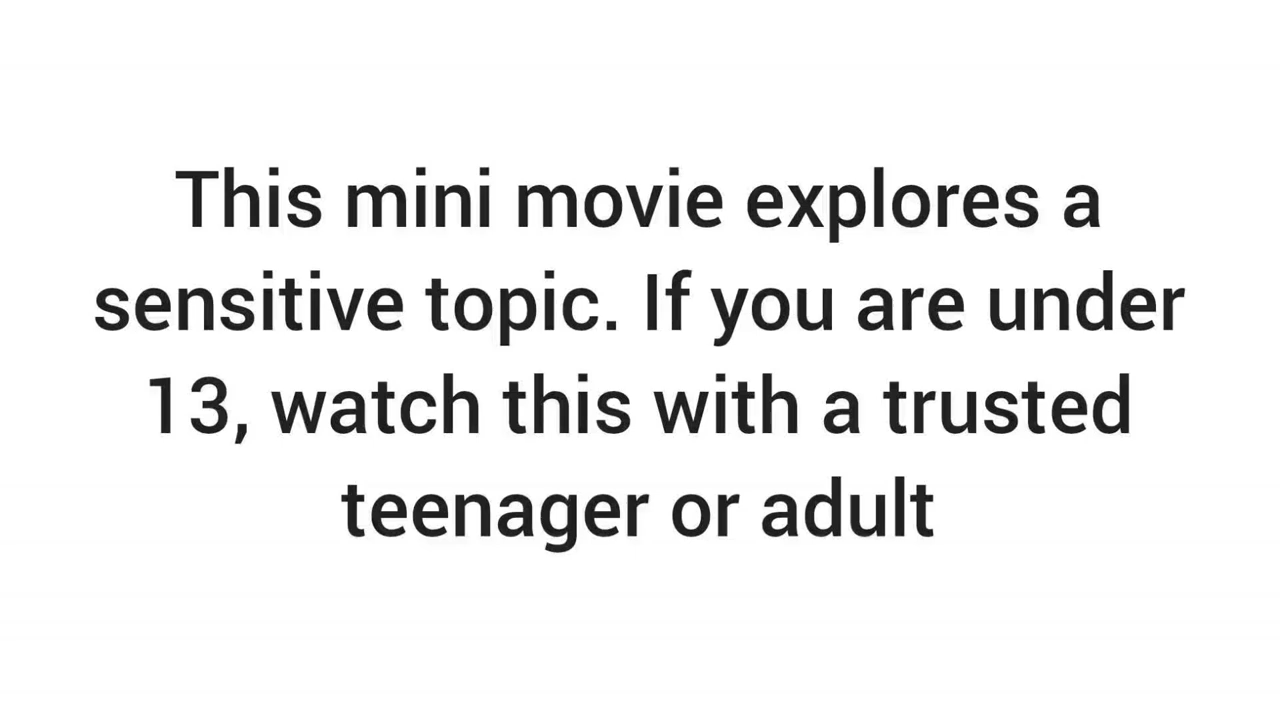 This mini movie explores a
sensitive topic. If you are under
13, watch this with a trusted
teenager or adult